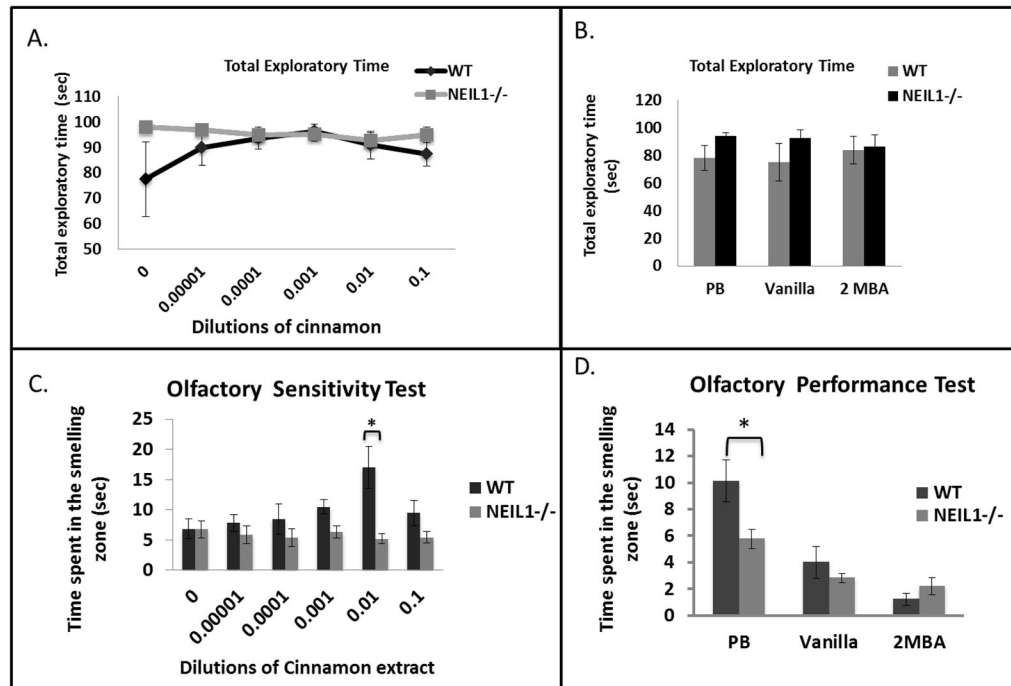 A.
Total Exploratory Time
WT
NEIL1-/-
Total exploratory time (sec)
110
100
90
80
70
60
50
0
0.00001
0.0001
0.001
0.01
0.1
Dilutions of cinnamon
B.
Total Exploratory Time
WT
NEIL1-/-
Total exploratory time
(sec)
120
100
80
60
40
20
0
PB
Vanilla
2 MBA
C.
Olfactory Sensitivity Test
Time spent in the smelling
zone (sec)
25
20
15
10
5
0
*
WT
NEIL1-/-
0
0.00001
0.0001
0.001
0.01
0.1
Dilutions of Cinnamon extract
D.
Olfactory Performance Test
Time spent in the smelling
zone (sec)
14
12
10
8
6
4
2
0
*
WT
NEIL1-/-
PB
Vanilla
2MBA